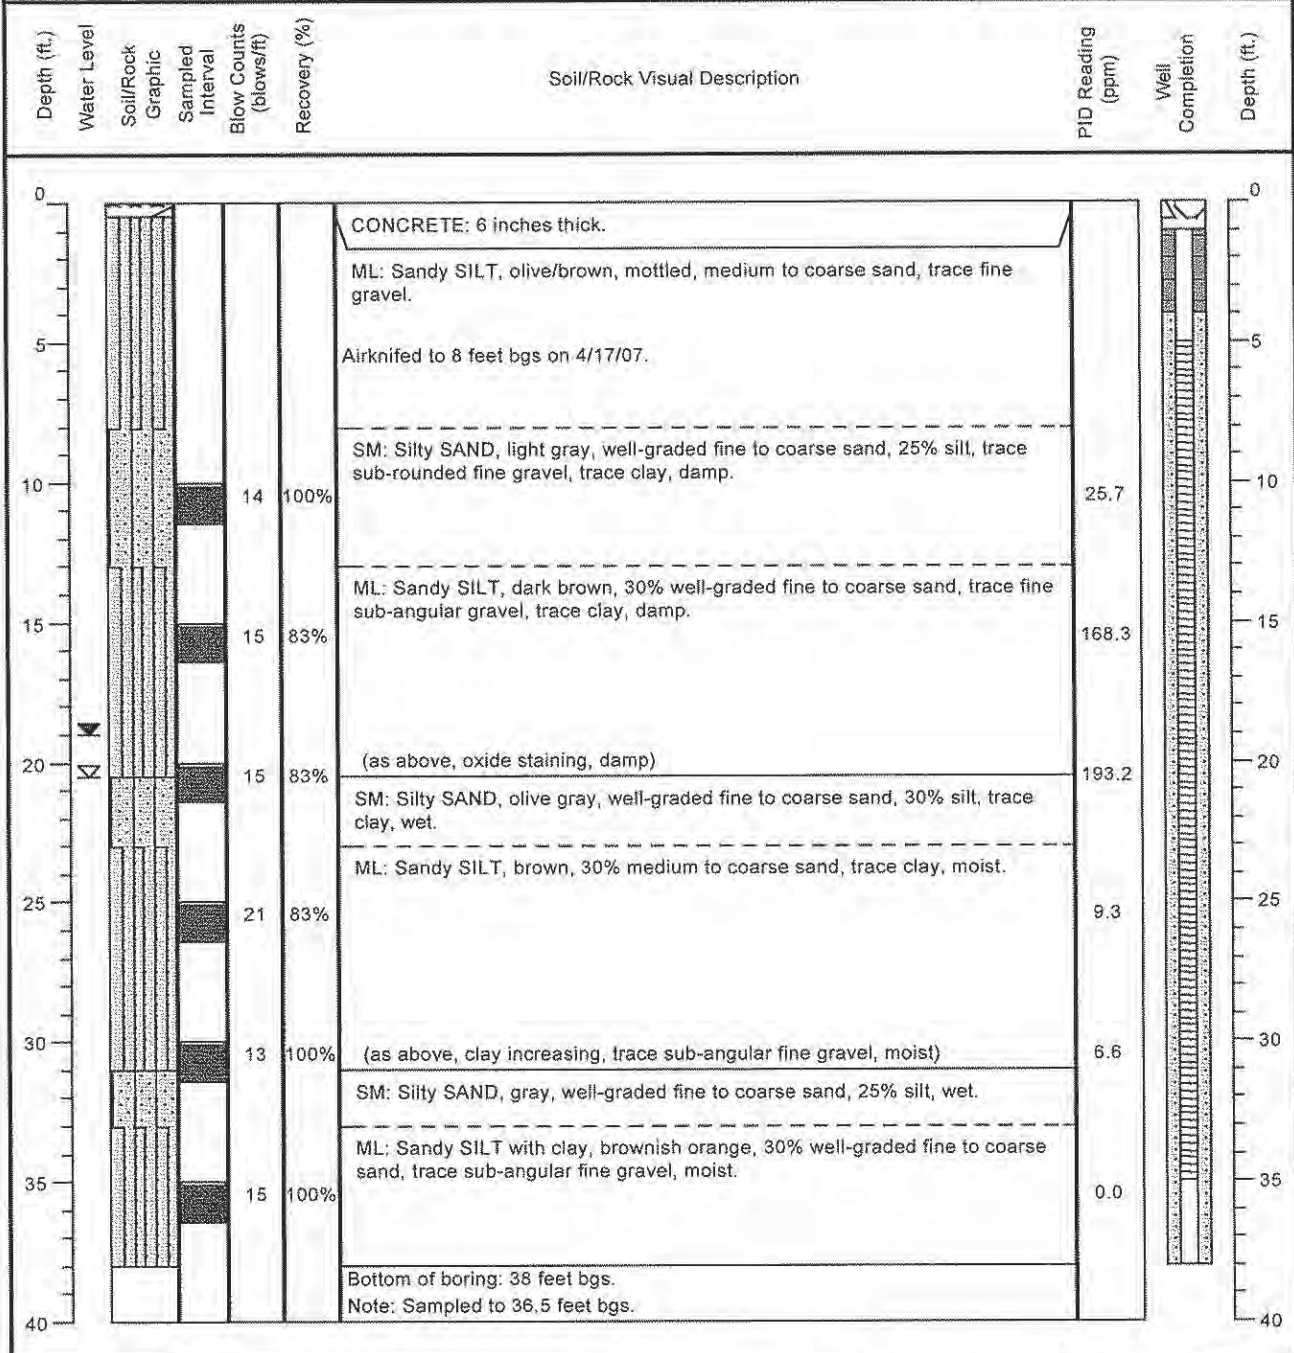 Depth (ft.)
Water Level
Soil/Rock
Graphic
Sampled
Interval
Blow Counts
(blows/ft)
Recovery (%)
Soil/Rock Visual Description
PID Reading
(ppm)
Well
Completion
Depth (ft.)
0
0
CONCRETE: 6 inches thick.
ML: Sandy SILT, olive/brown, mottled, medium to coarse sand, trace fine
gravel.
5
5
Airknifed to 8 feet bgs on 4/17/07.
SM: Silty SAND, light gray, well-graded fine to coarse sand, 25% silt, trace
sub-rounded fine gravel, trace clay, damp.
10
14
100%
25.7
10
ML: Sandy SILT, dark brown, 30% well-graded fine to coarse sand, trace fine
sub-angular gravel, trace clay, damp.
15
15
83%
168.3
15
(as above, oxide staining, damp)
20
15
83%
193.2
20
SM: Silty SAND, olive gray, well-graded fine to coarse sand, 30% silt, trace
clay, wet.
ML: Sandy SILT, brown, 30% medium to coarse sand, trace clay, moist.
25
21
83%
9.3
25
30
13
100%
(as above, clay increasing, trace sub-angular fine gravel, moist)
6.6
30
SM: Silty SAND, gray, well-graded fine to coarse sand, 25% silt, wet.
ML: Sandy SILT with clay, brownish orange, 30% well-graded fine to coarse
sand, trace sub-angular fine gravel, moist.
35
15
100%
0.0
35
Bottom of boring: 38 feet bgs.
Note: Sampled to 36.5 feet bgs.
40
40